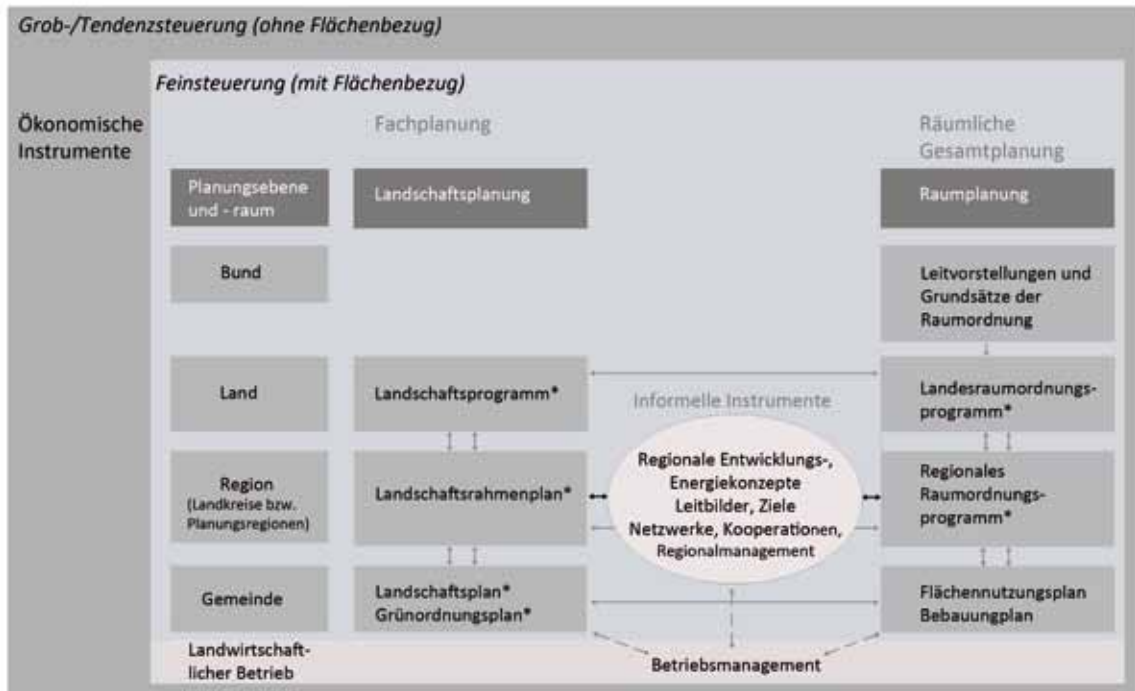 Grob-/Tendenzsteuerung (ohne Flächenbezug)
Feinsteuerung (mit Flächenbezug)
Ökonomische
Instrumente
Fachplanung
Räumliche
Gesamtplanung
Planungsebene
und - raum
Landschaftsplanung
Raumplanung
Bund
Leitvorstellungen und
Grundsätze der
Raumordnung
Land
Landschaftsprogramm*
Landesraumordnungs-
programm*
Informelle Instrumente
Region
(Landkreise bzw.
Planungsregionen)
Landschaftsrahmenplan*
Regionale Entwicklungs-,
Energiekonzepte
Leitbilder, Ziele
Netzwerke, Kooperationen,
Regionalmanagement
Regionales
Raumordnungs-
programm*
Gemeinde
Landschaftsplan*
Grünordnungsplan*
Flächennutzungsplan
Bebauungplan
Landwirtschaft-
licher Betrieb
Betriebsmanagement